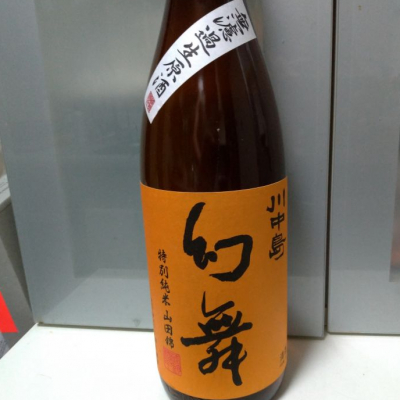 無濾過生原酒
川中島
幻舞
特別純米 山田錦